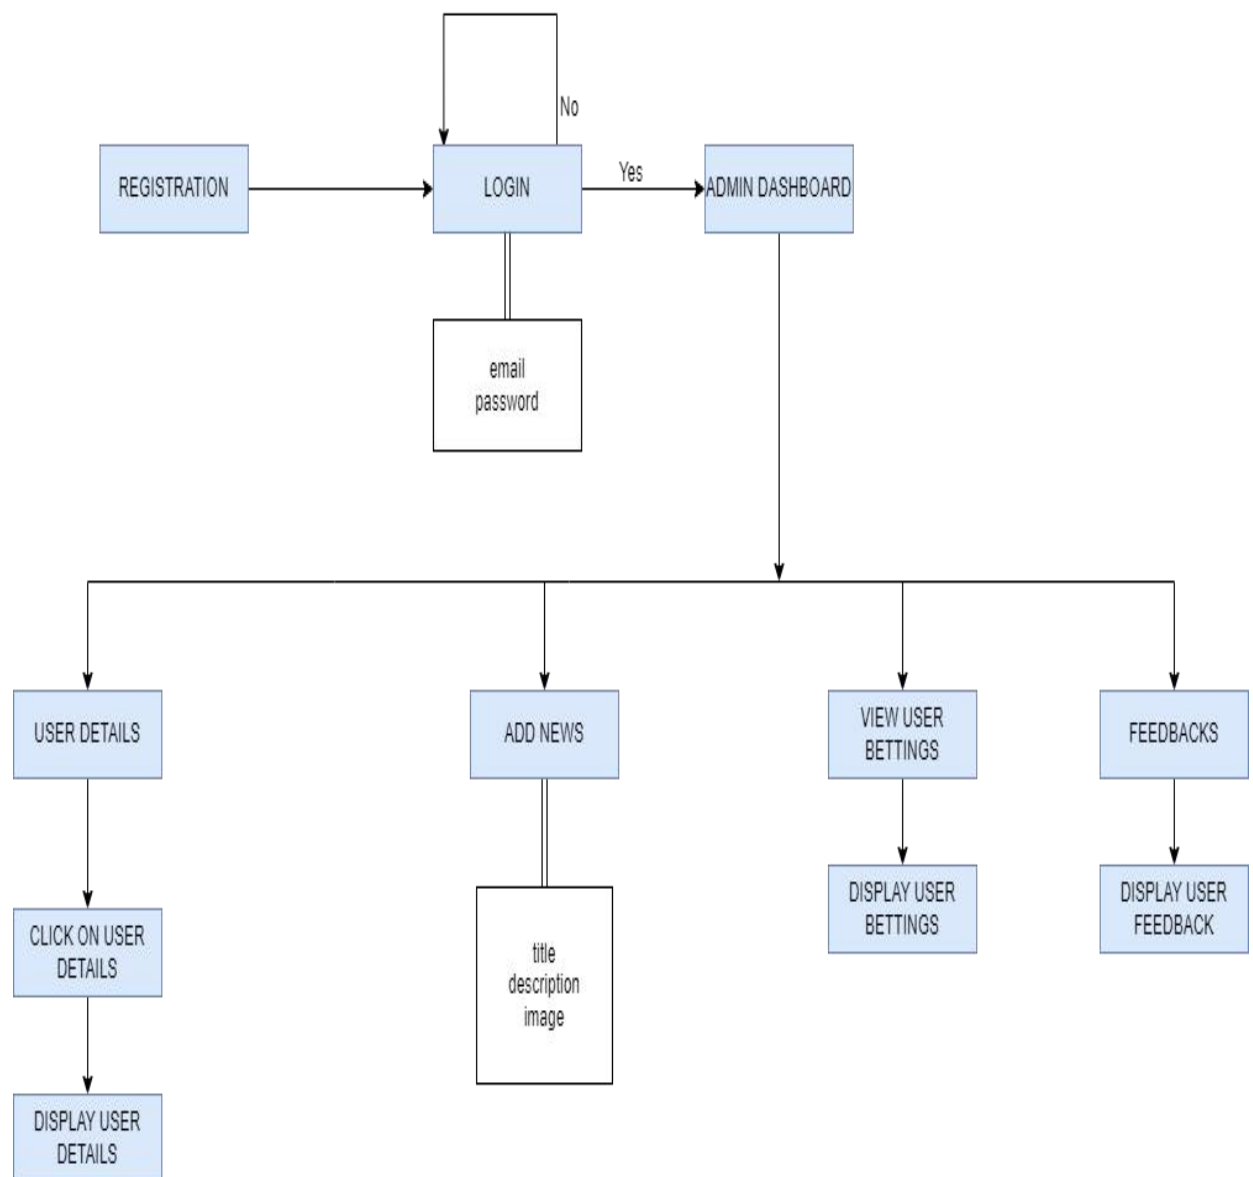 No
REGISTRATION
LOGIN
Yes
ADMIN DASHBOARD
email
password
USER DETAILS
ADD NEWS
VIEW USER
BETTINGS
FEEDBACKS
CLICK ON USER
DETAILS
title
description
image
DISPLAY USER
BETTINGS
DISPLAY USER
FEEDBACK
DISPLAY USER
DETAILS